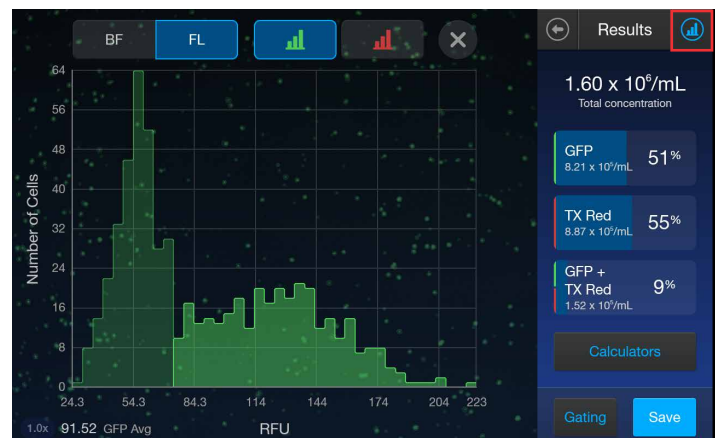 BF
FL
Results
64
56
48
40
32
24
16
8
0
Number of Cells
24.3 54.3 84.3 114 144 174 204 223
1.0x 91.52 GFP Avg RFU
1.60 x 10⁶/mL
Total concentration
GFP
8.21 x 10⁵/mL
51%
TX Red
8.87 x 10⁵/mL
55%
GFP +
TX Red
1.52 x 10⁵/mL
9%
Calculators
Gating
Save